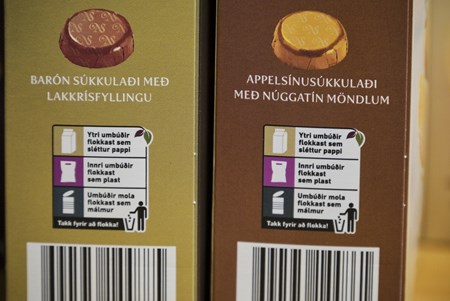 BARÓN SÚKKULAÐI MEÐ
LAKKRÍSFYLLINGU
Ytri umbúðir
flokkast sem
sléttur pappi
Innri umbúðir
flokkast
sem plast
Umbúðir mola
flokkast sem
málmur
Takk fyrir að flokka!
APPELSÍNUSÚKKULAÐI
MEÐ NÚGGATÍN MÖNDLUM
Ytri umbúðir
flokkast sem
sléttur pappi
Innri umbúðir
flokkast
sem plast
Umbúðir mola
flokkast sem
málmur
Takk fyrir að flokka!